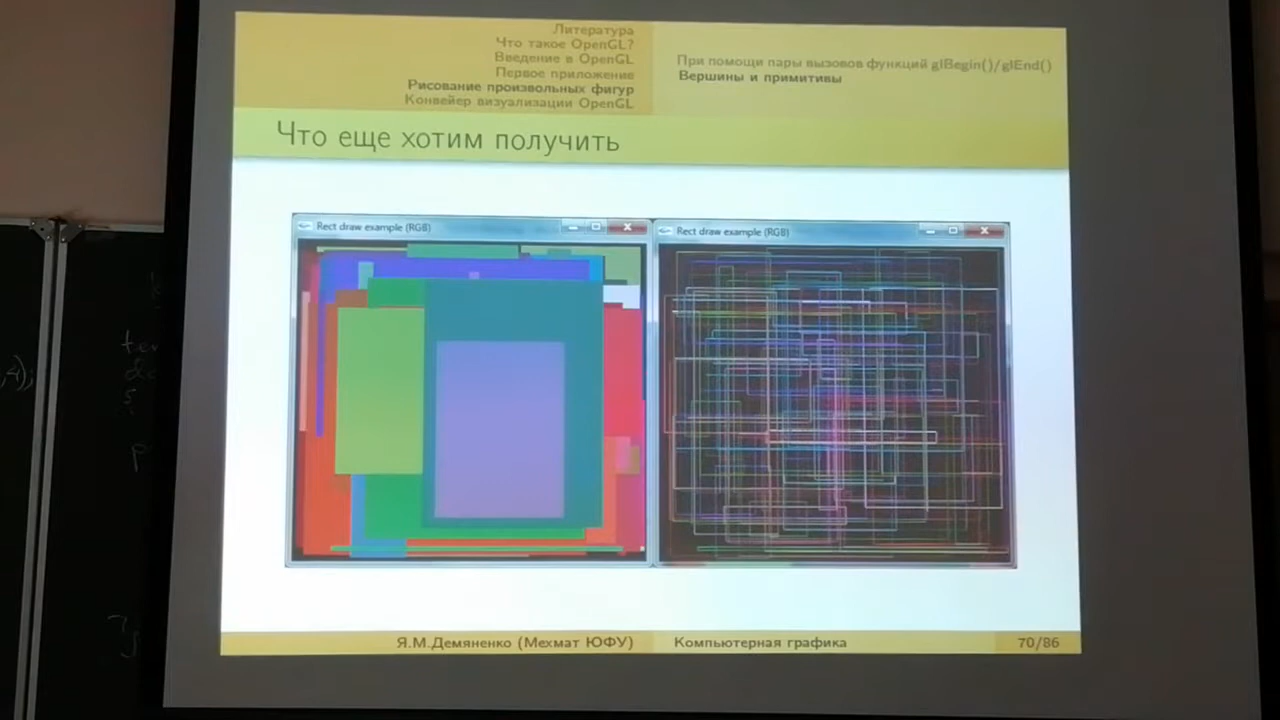 Литература
Что такое OpenGL?
Введение в OpenGL
Первое приложение
Рисование произвольных фигур
Конвейер визуализации OpenGL
При помощи пары вызовов функций glBegin()/glEnd()
Вершины и примитивы
Что еще хотим получить
Rect draw example (RGB)
Rect draw example (RGB)
Я.М.Демяненко (Мехмат ЮФУ)
Компьютерная графика
70/86